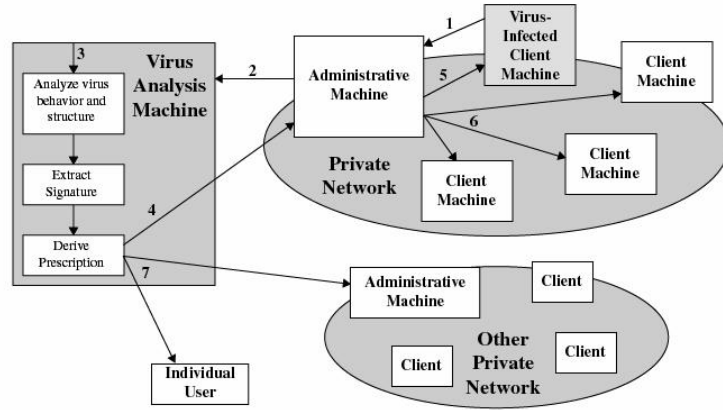 3
Analyze virus
behavior and
structure
Extract
Signature
Derive
Prescription
Virus
Analysis
Machine
2
4
7
Administrative
Machine
1
Virus-
Infected
Client
Machine
5
6
Client
Machine
Client
Machine
Client
Machine
Private
Network
Administrative
Machine
Client
Client
Client
Other
Private
Network
Individual
User